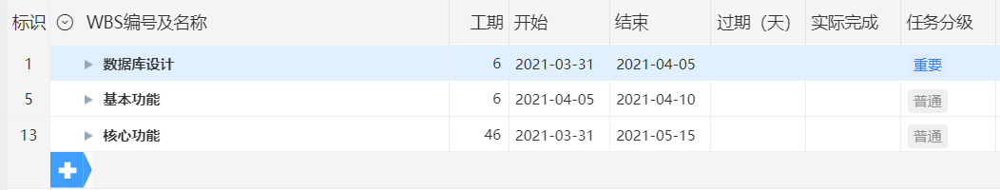 标识 WBS编号及名称 工期 开始 结束 过期（天） 实际完成 任务分级
1 数据库设计 6 2021-03-31 2021-04-05 重要
5 基本功能 6 2021-04-05 2021-04-10 普通
13 核心功能 46 2021-03-31 2021-05-15 普通